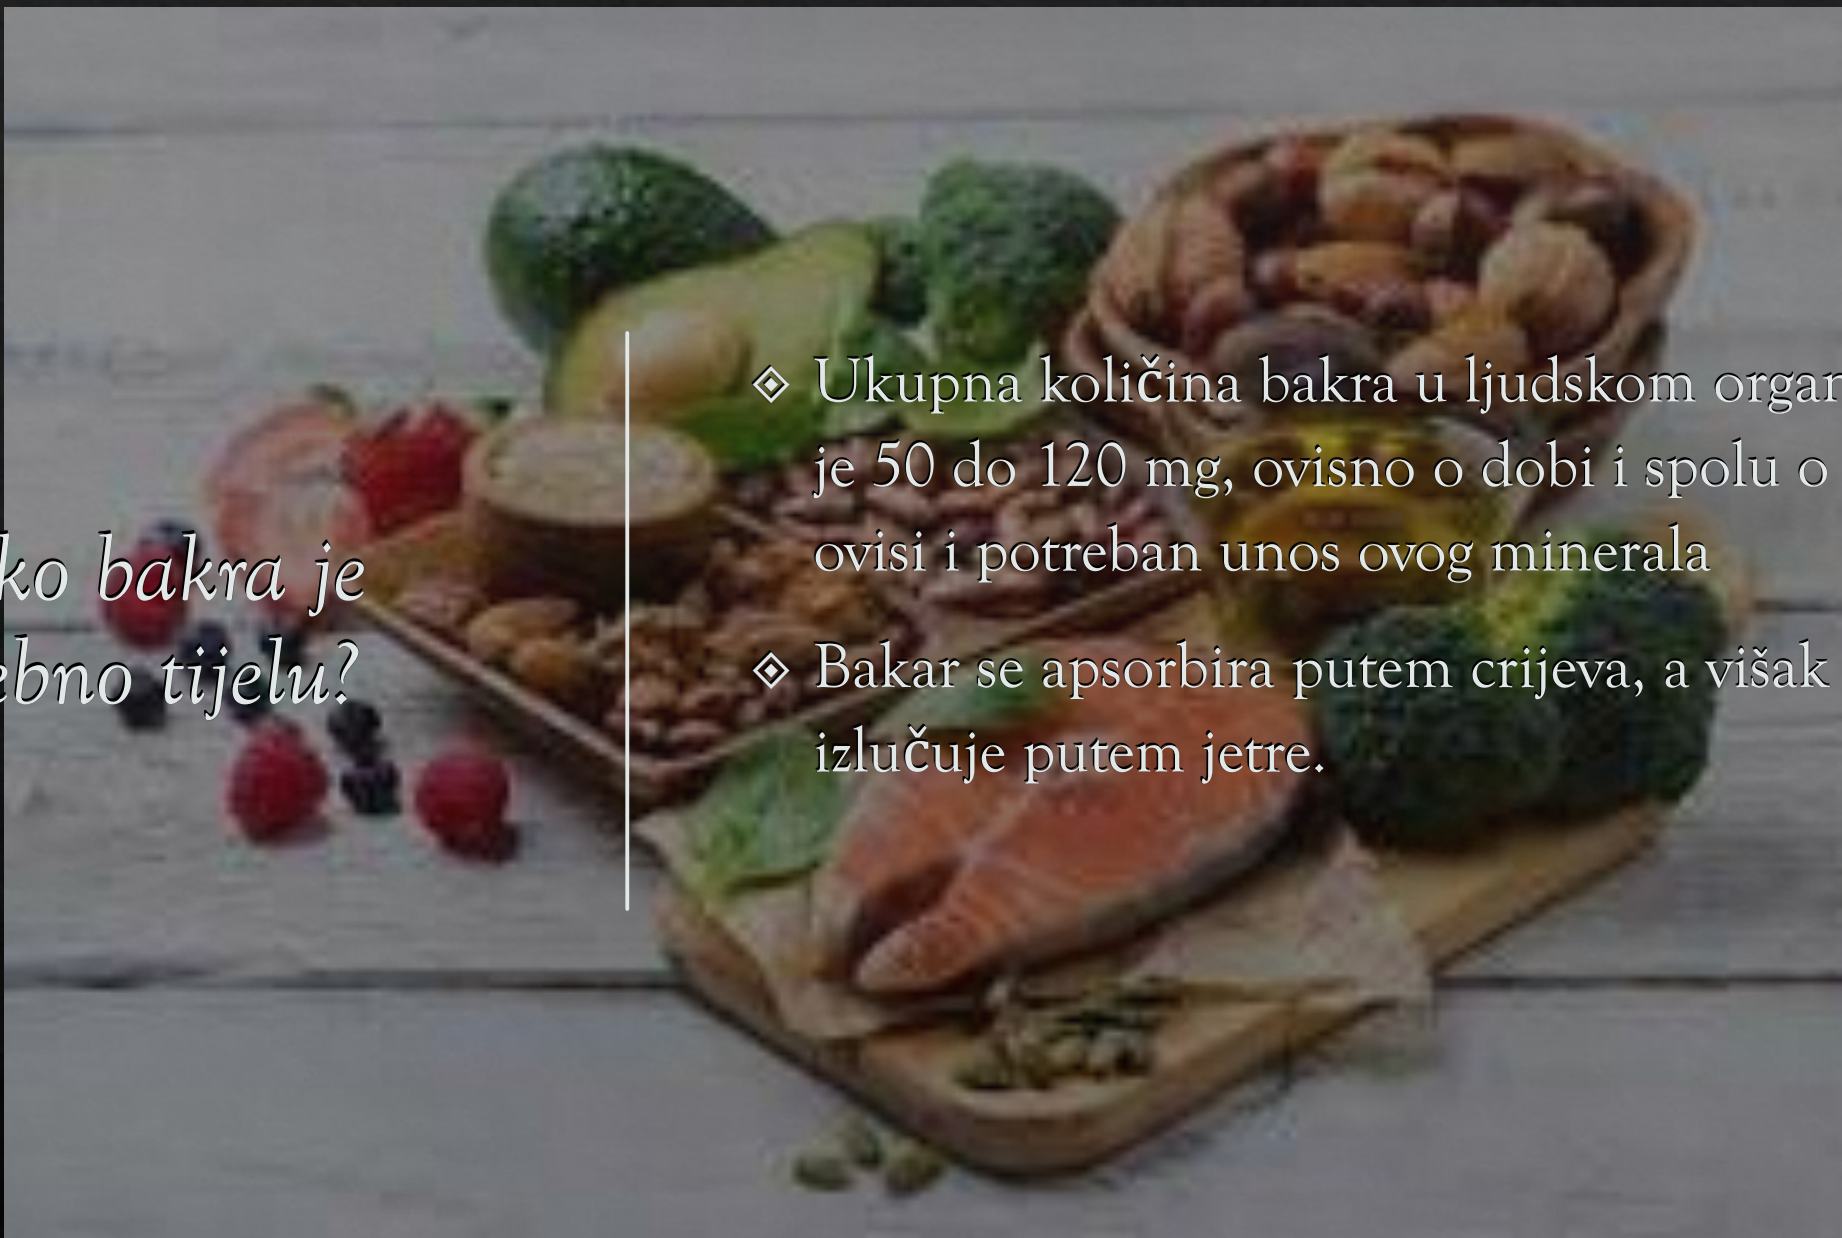 ko bakra je
ebno tijelu?
Ukupna količina bakra u ljudskom organ
je 50 do 120 mg, ovisno o dobi i spolu o
ovisi i potreban unos ovog minerala
Bakar se apsorbira putem crijeva, a višak
izlučuje putem jetre.